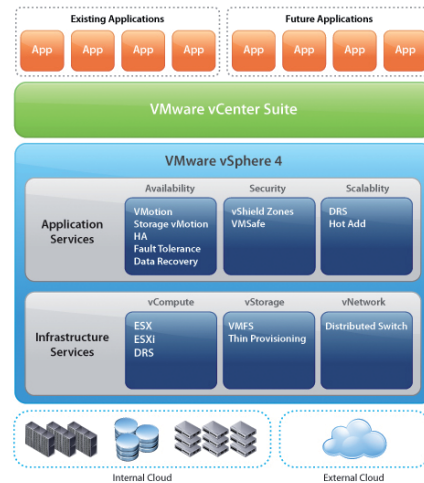 Existing Applications
Future Applications
App App App App App App App App
VMware vCenter Suite
VMware vSphere 4
Availability
Security
Scalablity
Application
Services
VMotion
Storage vMotion
HA
Fault Tolerance
Data Recovery
vShield Zones
VMSafe
DRS
Hot Add
vCompute
vStorage
vNetwork
Infrastructure
Services
ESX
ESXi
DRS
VMFS
Thin Provisioning
Distributed Switch
Internal Cloud
External Cloud